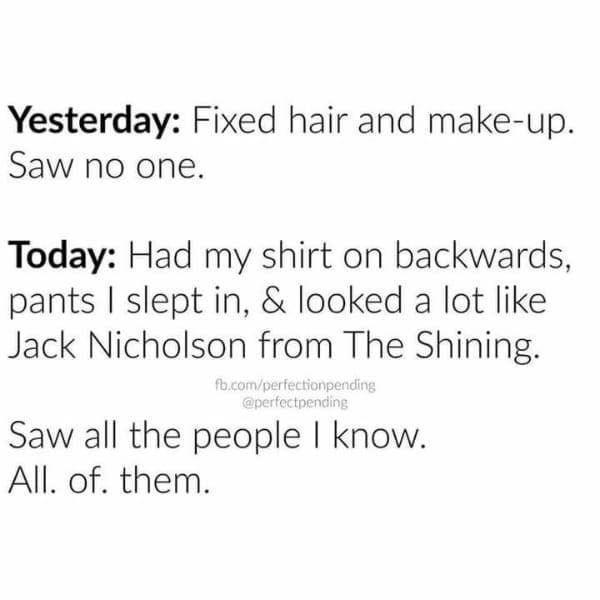 Yesterday: Fixed hair and make-up.
Saw no one.
Today: Had my shirt on backwards,
pants I slept in, & looked a lot like
Jack Nicholson from The Shining.
fb.com/perfectionpending
@perfectpending
Saw all the people I know.
All. of. them.